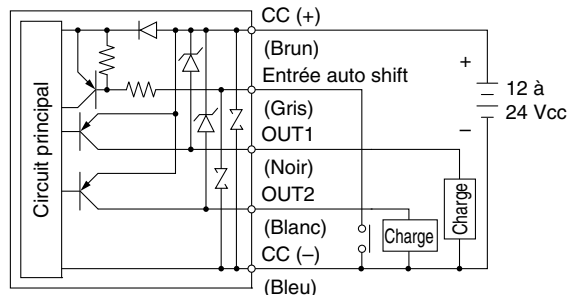 CC (+)
(Brun)
Entrée auto shift
(Gris)
OUT1
(Noir)
OUT2
(Blanc)
CC (–)
(Bleu)
Circuit principal
Charge
Charge
+
12 à
24 Vcc
–